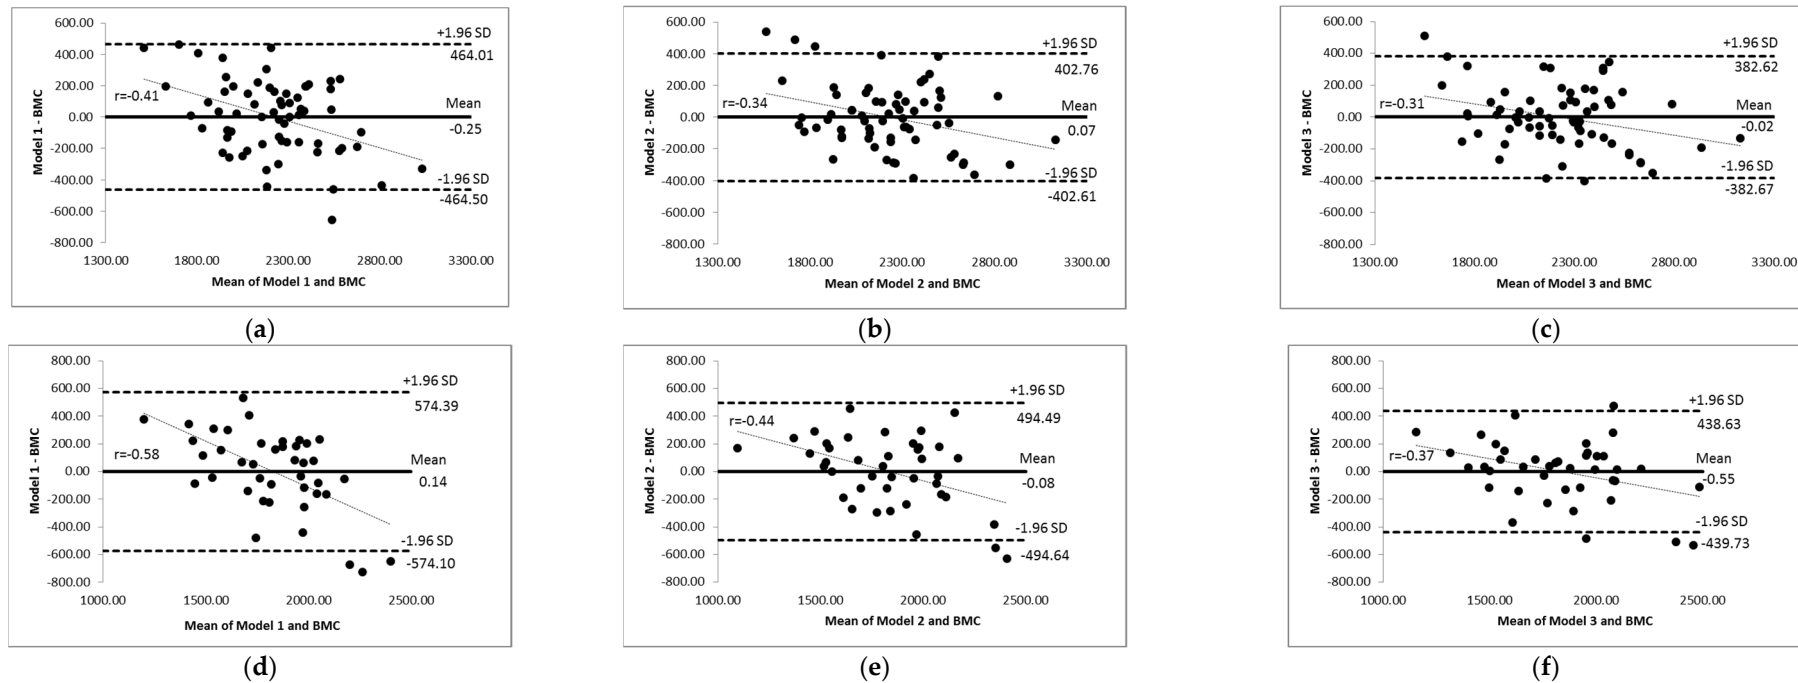 600.00
400.00
200.00
0.00
-200.00
-400.00
-600.00
-800.00
Model 1 - BMC
+1.96 SD
464.01
r=-0.41
Mean
-0.25
-1.96 SD
-464.50
1300.00 1800.00 2300.00 2800.00 3300.00
Mean of Model 1 and BMC
(a)
600.00
400.00
200.00
0.00
-200.00
-400.00
-600.00
-800.00
Model 2 - BMC
+1.96 SD
402.76
r=-0.34
Mean
0.07
-1.96 SD
-402.61
1300.00 1800.00 2300.00 2800.00 3300.00
Mean of Model 2 and BMC
(b)
600.00
400.00
200.00
0.00
-200.00
-400.00
-600.00
-800.00
Model 3 - BMC
+1.96 SD
382.62
r=-0.31
Mean
-0.02
-1.96 SD
-382.67
1300.00 1800.00 2300.00 2800.00 3300.00
Mean of Model 3 and BMC
(c)
800.00
600.00
400.00
200.00
0.00
-200.00
-400.00
-600.00
-800.00
Model 1 - BMC
+1.96 SD
574.39
r=-0.58
Mean
0.14
-1.96 SD
-574.10
1000.00 1500.00 2000.00 2500.00
Mean of Model 1 and BMC
(d)
800.00
600.00
400.00
200.00
0.00
-200.00
-400.00
-600.00
-800.00
Model 2 - BMC
+1.96 SD
494.49
r=-0.44
Mean
-0.08
-1.96 SD
-494.64
1000.00 1500.00 2000.00 2500.00
Mean of Model 2 and BMC
(e)
800.00
600.00
400.00
200.00
0.00
-200.00
-400.00
-600.00
-800.00
Model 3 - BMC
+1.96 SD
438.63
r=-0.37
Mean
-0.55
-1.96 SD
-439.73
1000.00 1500.00 2000.00 2500.00
Mean of Model 3 and BMC
(f)